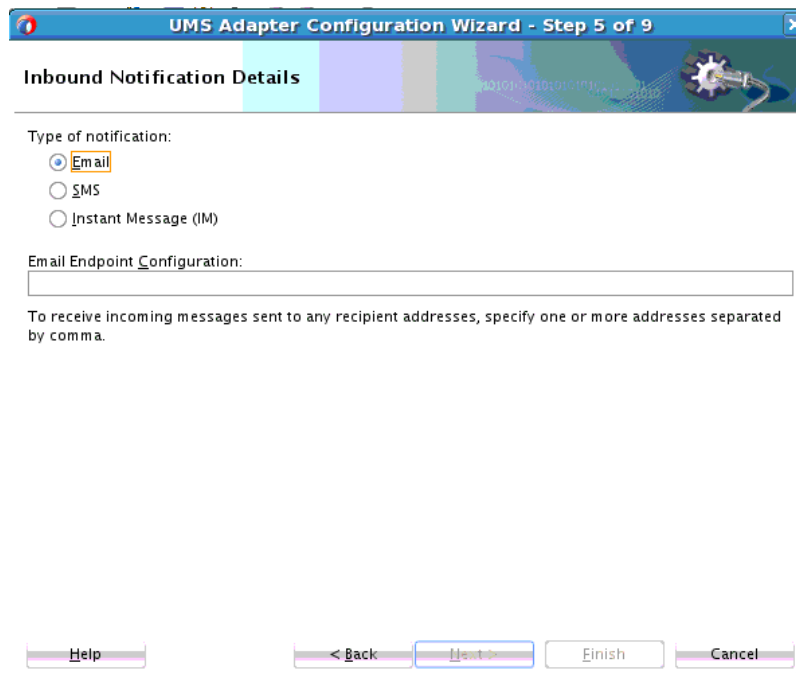 UMS Adapter Configuration Wizard - Step 5 of 9
Inbound Notification Details
Type of notification:
Email
SMS
Instant Message (IM)
Email Endpoint Configuration:
To receive incoming messages sent to any recipient addresses, specify one or more addresses separated
by comma.
Help < Back Next > Finish Cancel